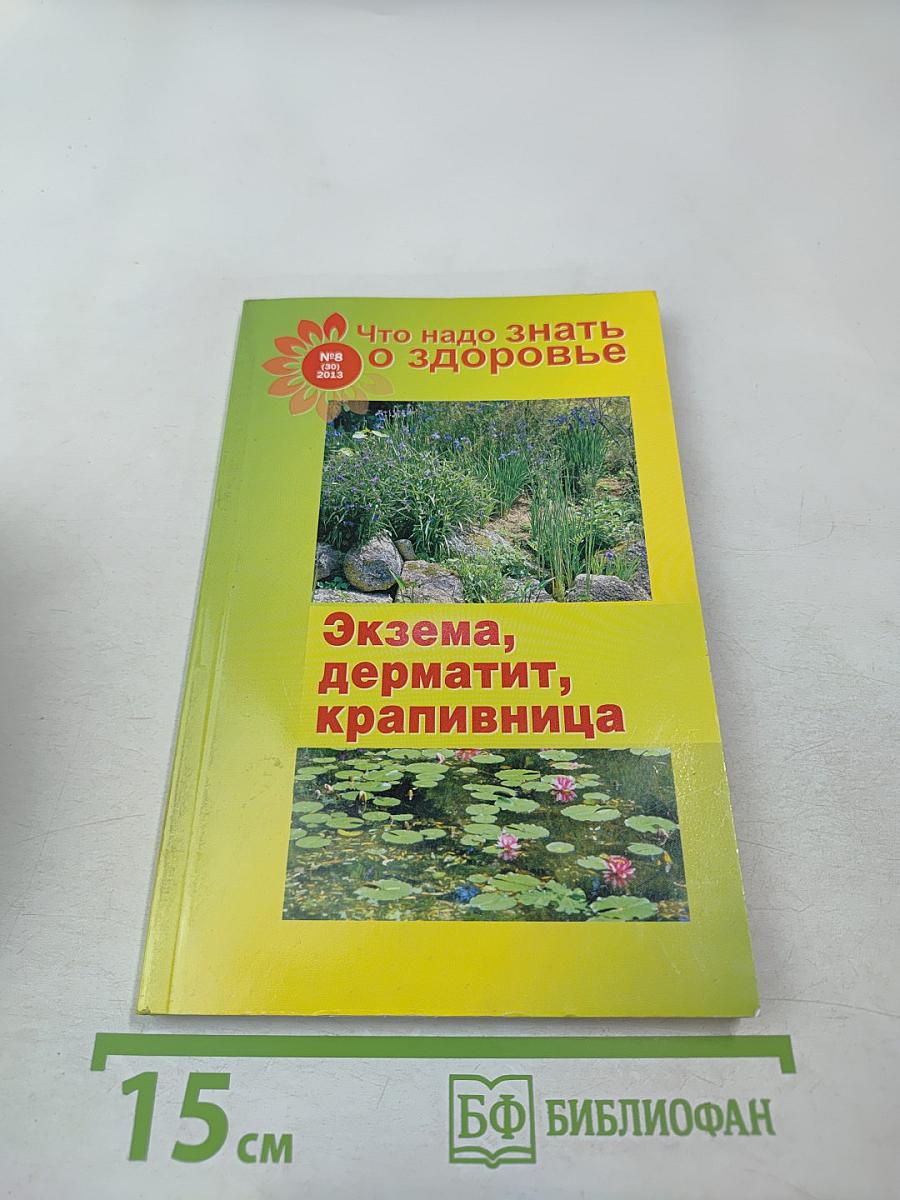 Что надо знать
о здоровье
№8
(30)
2013
Экзема,
дерматит,
крапивница
15 см
БФ БИБЛИОФАН